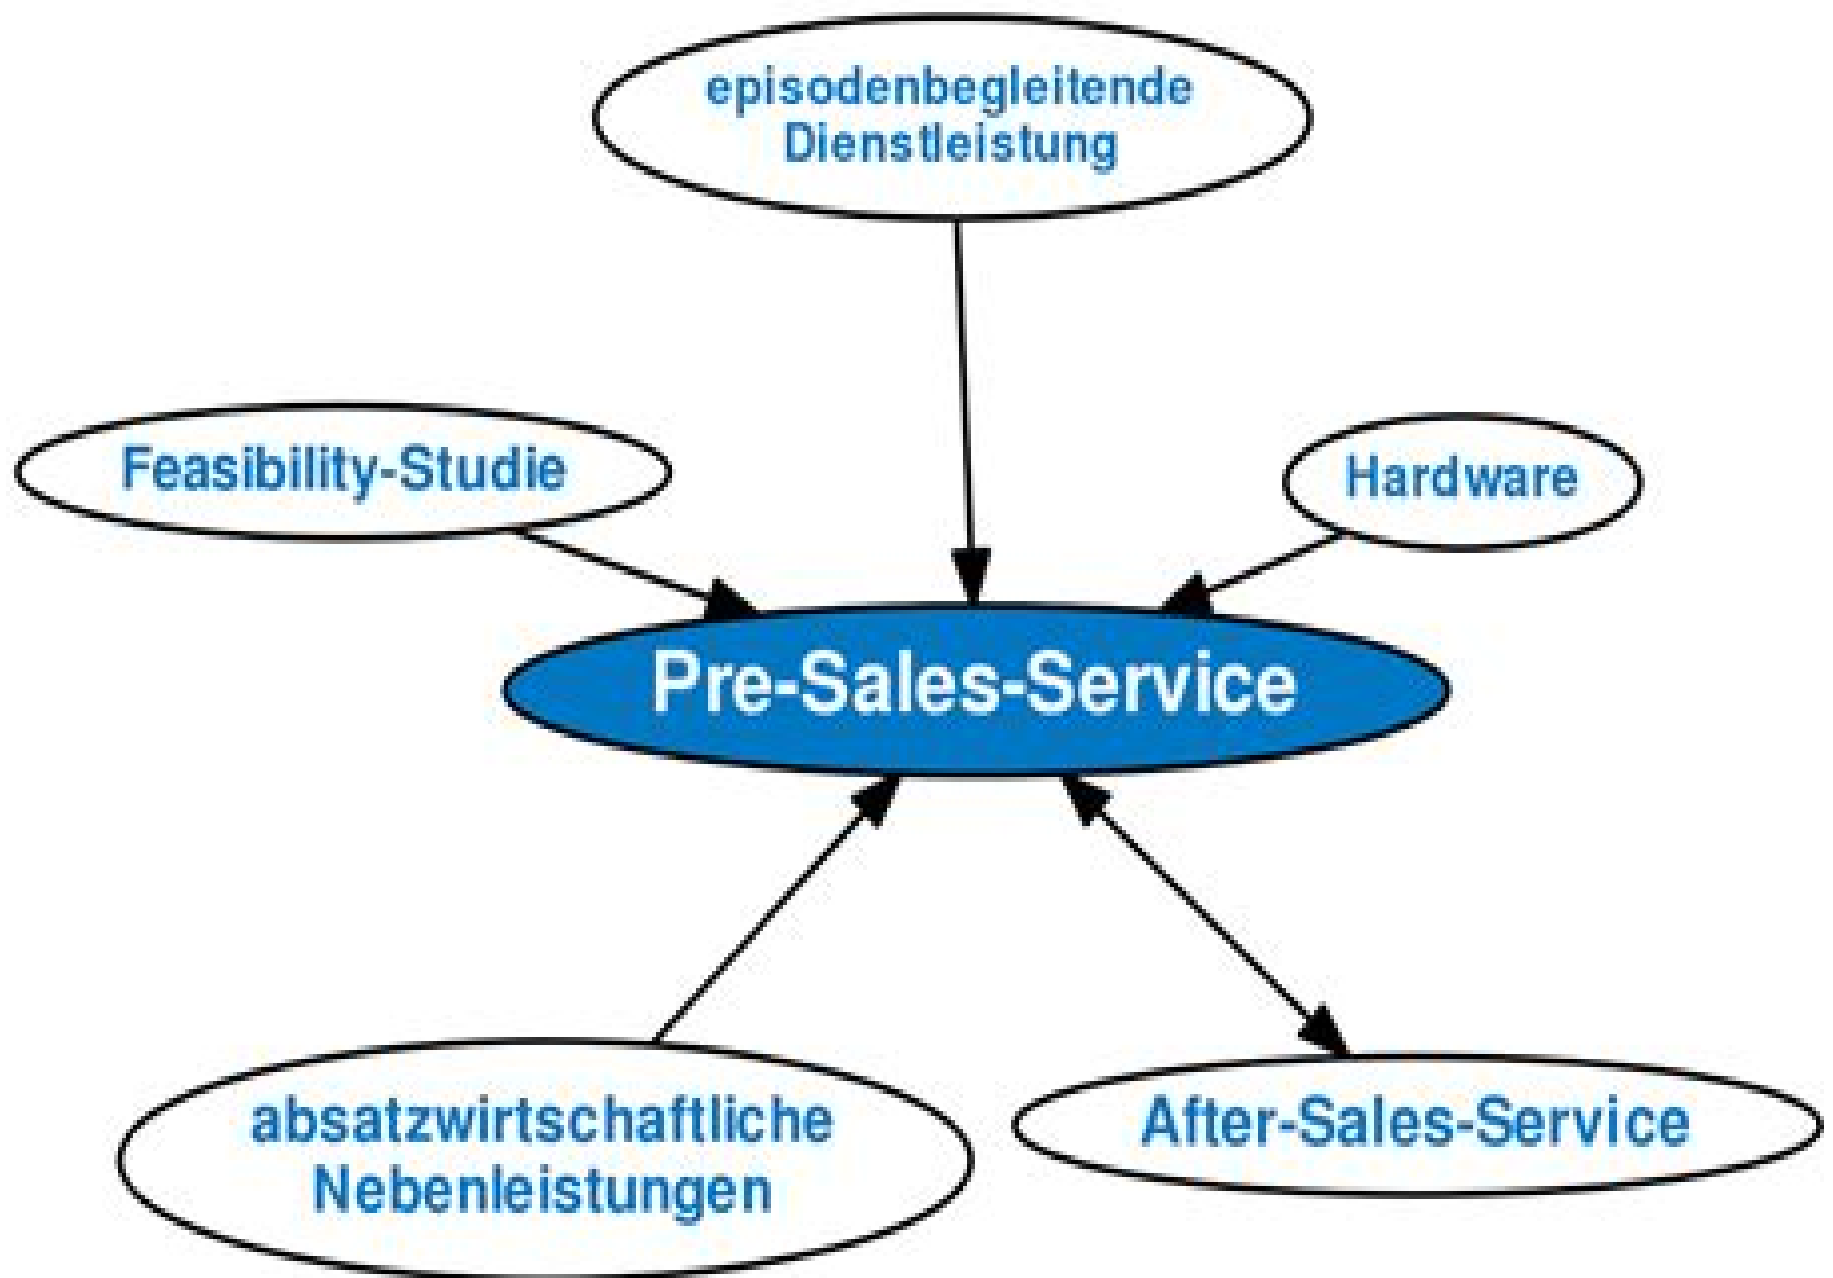 episodenbegleitende
Dienstleistung
Feasibility-Studie
Hardware
Pre-Sales-Service
absatzwirtschaftliche
Nebenleistungen
After-Sales-Service